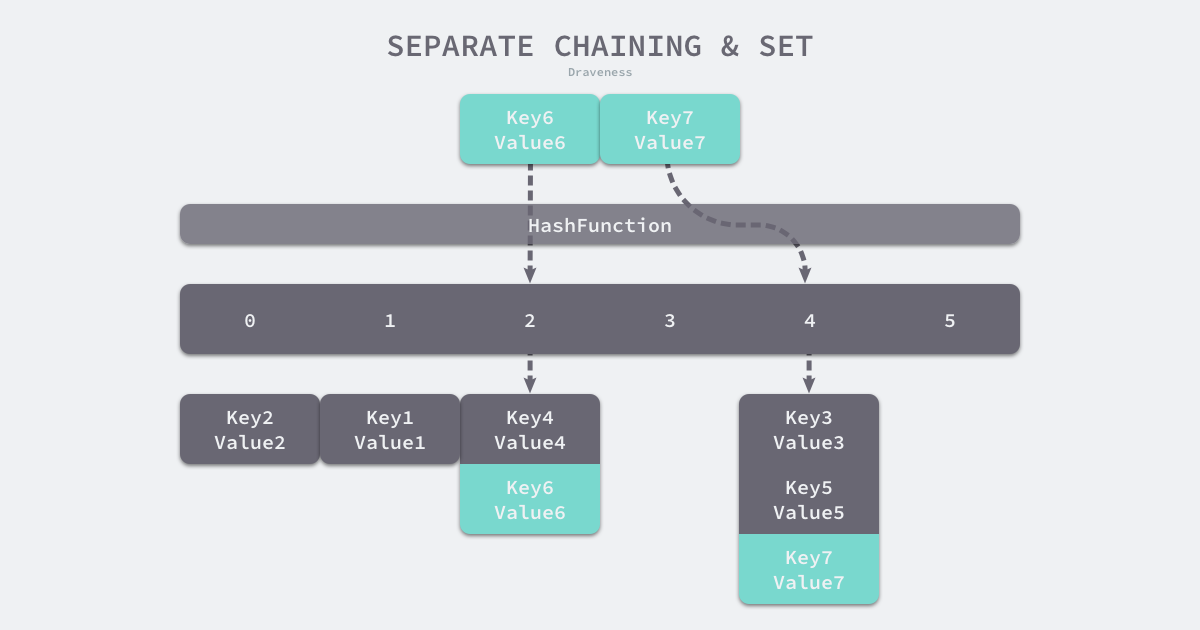 SEPARATE CHAINING & SET
Draveness
Key6
Value6
Key7
Value7
HashFunction
0 1 2 3 4 5
Key2
Value2
Key1
Value1
Key4
Value4
Key6
Value6
Key3
Value3
Key5
Value5
Key7
Value7